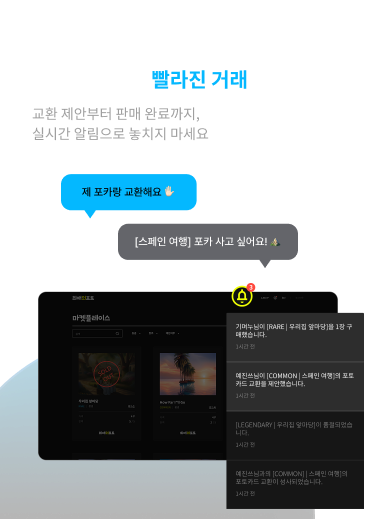 빨라진 거래
교환 제안부터 판매 완료까지,
실시간 알림으로 놓치지 마세요
제 포카랑 교환해요 🖐🏻
[스페인 여행] 포카 사고 싶어요! 💸
마켓플레이스
기며누님이 [RARE | 우리집 앞마당]을 1장 구
매했습니다.
1시간 전
예진쓰님이 [COMMON | 스페인 여행]의 포토
카드 교환을 제안했습니다.
1시간 전
[LEGENDARY | 우리집 앞마당]이 품절되었습
니다.
1시간 전
예진쓰님과의 [COMMON] | 스페인 여행]의
포토카드 교환이 성사되었습니다.
1시간 전